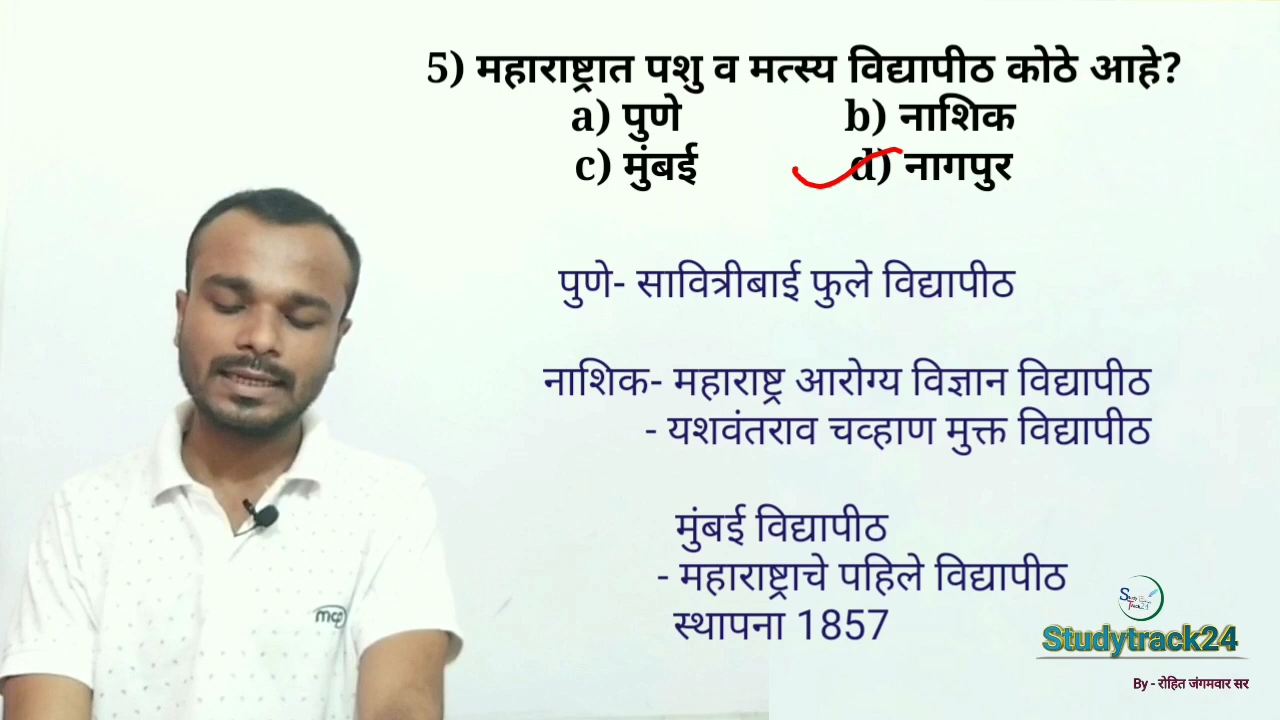 5) महाराष्ट्रात पशु व मत्स्य विद्यापीठ कोठे आहे?
a) पुणे b) नाशिक
c) मुंबई d) नागपुर
पुणे- सावित्रीबाई फुले विद्यापीठ
नाशिक- महाराष्ट्र आरोग्य विज्ञान विद्यापीठ
- यशवंतराव चव्हाण मुक्त विद्यापीठ
मुंबई विद्यापीठ
- महाराष्ट्राचे पहिले विद्यापीठ
स्थापना 1857
Studytrack24
By - रोहित जंगमवार सर